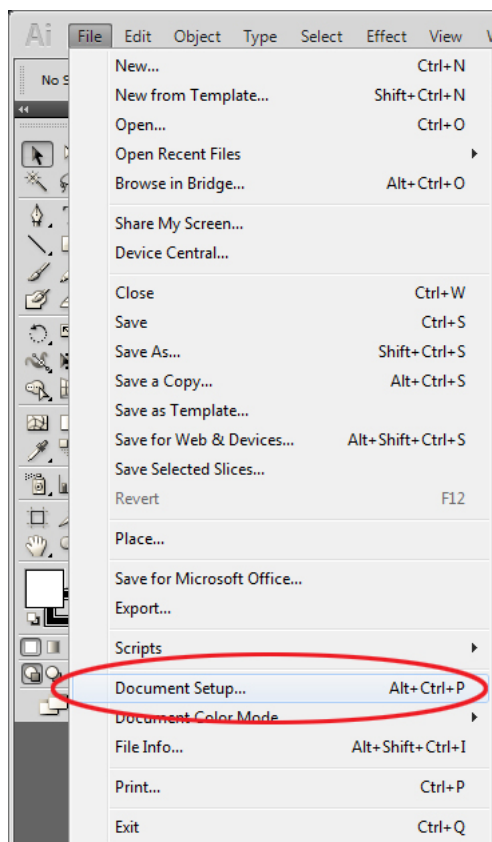 Ai File Edit Object Type Select Effect View
No S
New... Ctrl+N
New from Template... Shift+Ctrl+N
Open... Ctrl+O
Open Recent Files
Browse in Bridge... Alt+Ctrl+O
Share My Screen...
Device Central...
Close Ctrl+W
Save Ctrl+S
Save As... Shift+Ctrl+S
Save a Copy... Alt+Ctrl+S
Save as Template...
Save for Web & Devices... Alt+Shift+Ctrl+S
Save Selected Slices...
Revert F12
Place...
Save for Microsoft Office...
Export...
Scripts
Document Setup... Alt+Ctrl+P
Document Color Mode
File Info... Alt+Shift+Ctrl+I
Print... Ctrl+P
Exit Ctrl+Q